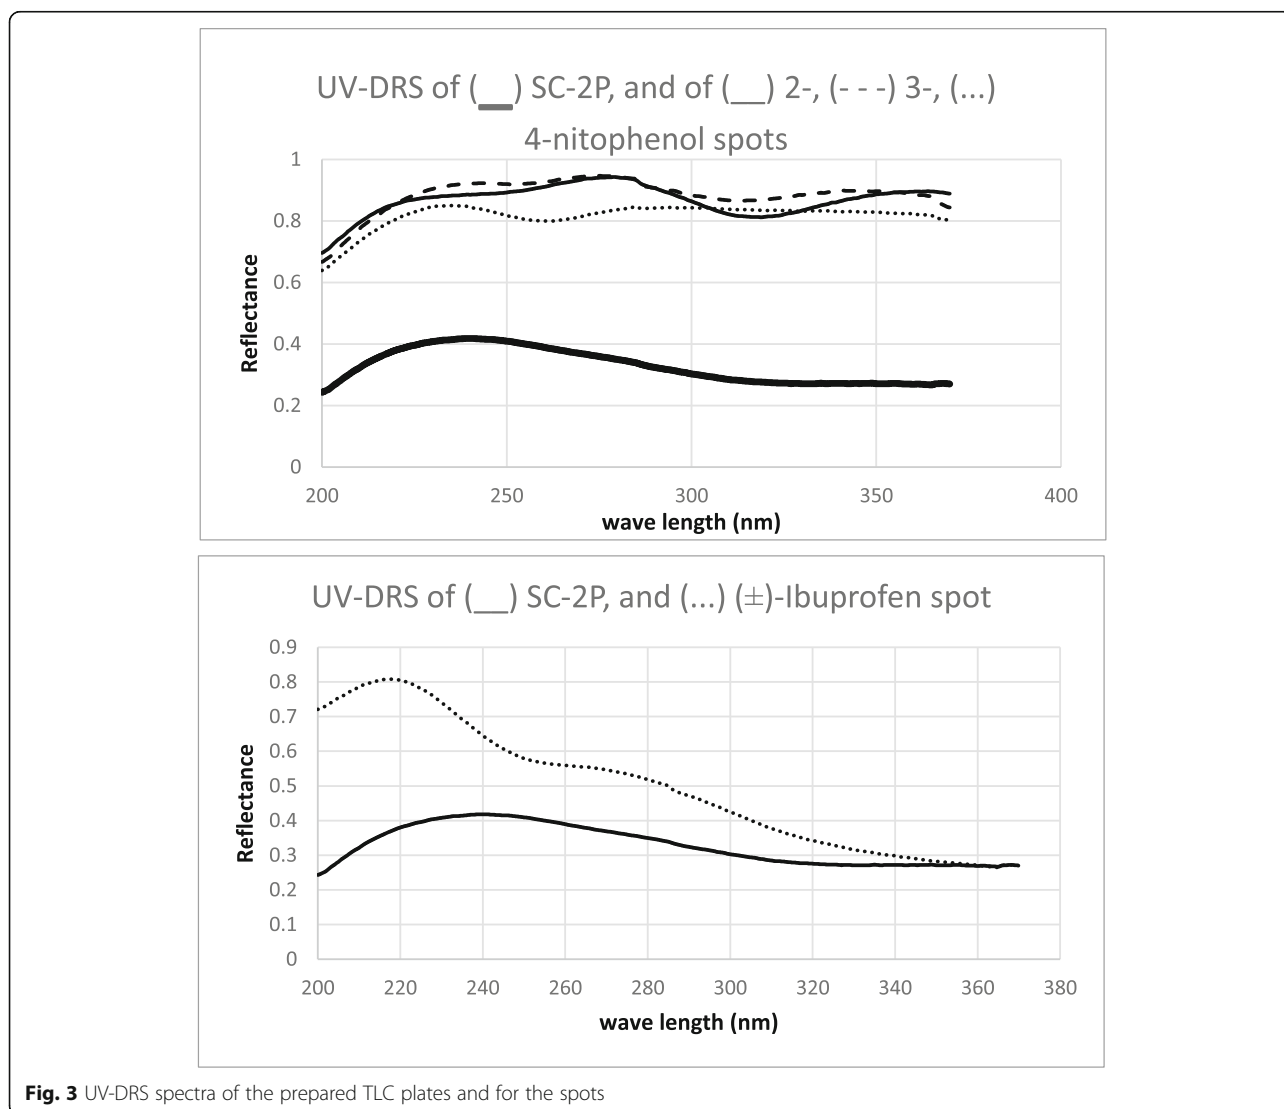 UV-DRS of (__) SC-2P, and of (__) 2-, (- - -) 3-, (...)
4-nitophenol spots
1
0.8
0.6
0.4
0.2
0
Reflectance
200 250 300 350 400
wave length (nm)
UV-DRS of (__) SC-2P, and (...) (±)-Ibuprofen spot
0.9
0.8
0.7
0.6
0.5
0.4
0.3
0.2
0.1
0
Reflectance
200 220 240 260 280 300 320 340 360 380
wave length (nm)
Fig. 3 UV-DRS spectra of the prepared TLC plates and for the spots